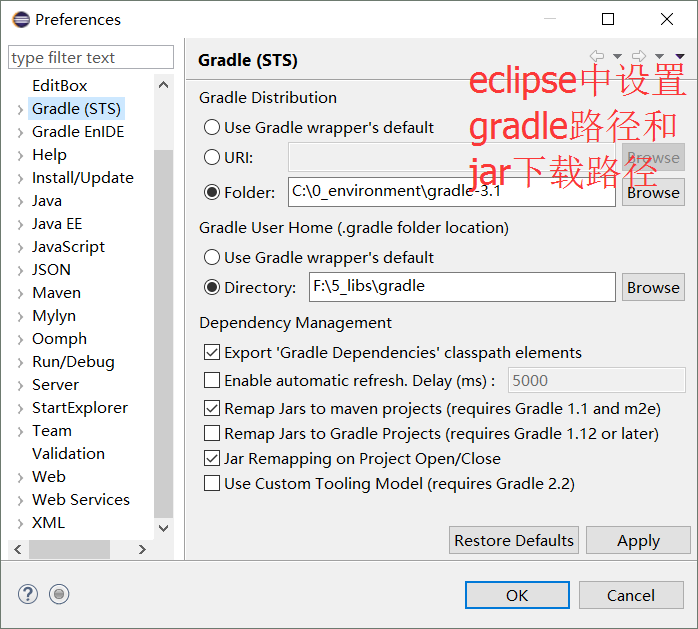 Preferences
type filter text
EditBox
Gradle (STS)
Gradle EnIDE
Help
Install/Update
Java
Java EE
JavaScript
JSON
Maven
Mylyn
Oomph
Run/Debug
Server
StartExplorer
Team
Validation
Web
Web Services
XML
Gradle (STS)
eclipse中设置
gradle路径和
jar下载路径
Gradle Distribution
Use Gradle wrapper's default
URI:
Browse
Folder:
C:\0_environment\gradle-3.1
Browse
Gradle User Home (.gradle folder location)
Use Gradle wrapper's default
Directory:
F:\5_libs\gradle
Browse
Dependency Management
Export 'Gradle Dependencies' classpath elements
Enable automatic refresh. Delay (ms) :
5000
Remap Jars to maven projects (requires Gradle 1.1 and m2e)
Remap Jars to Gradle Projects (requires Gradle 1.12 or later)
Jar Remapping on Project Open/Close
Use Custom Tooling Model (requires Gradle 2.2)
Restore Defaults
Apply
?
OK
Cancel